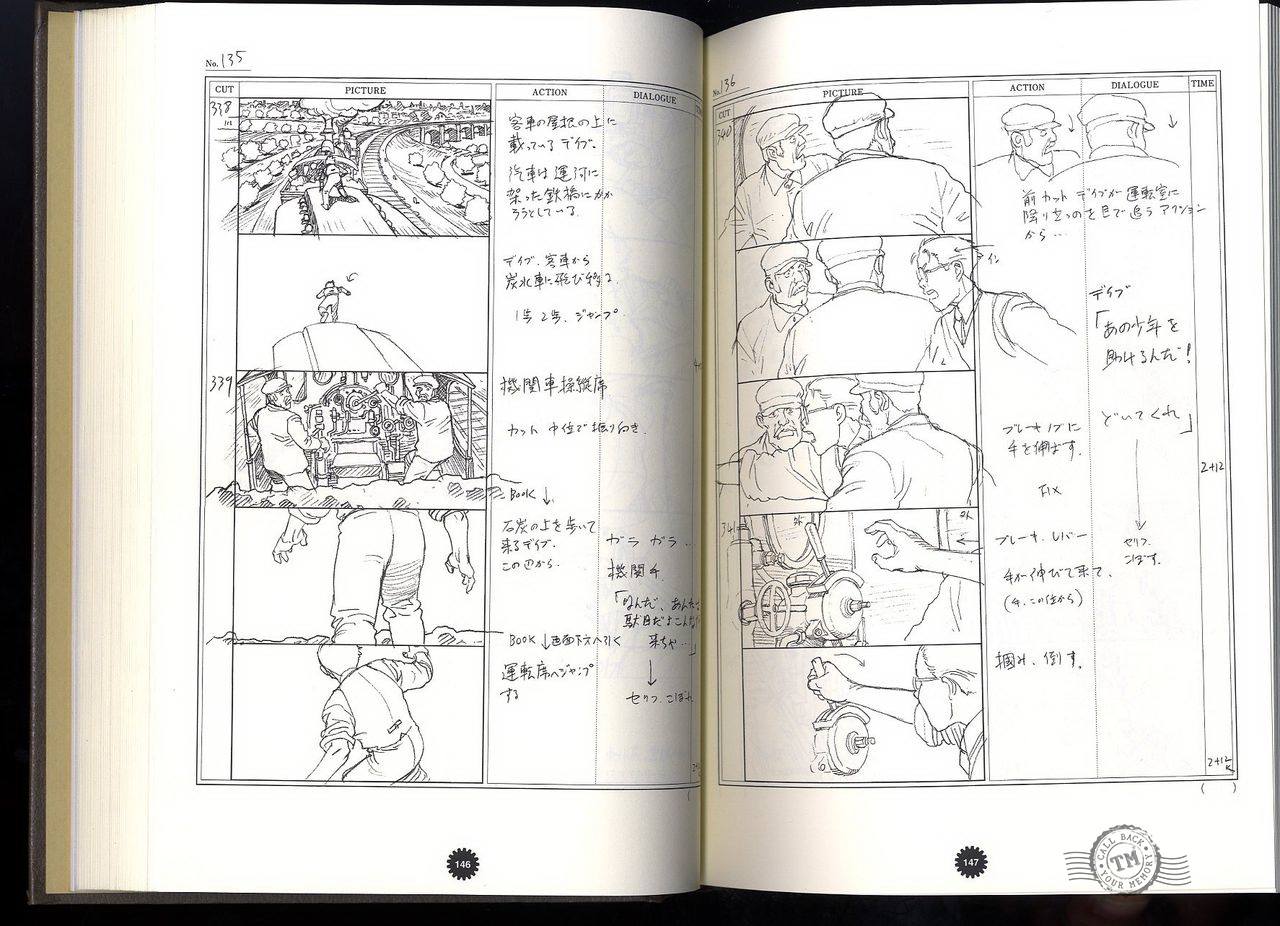 No. 135
CUT
PICTURE
ACTION
DIALOGUE
338
客車の屋根の上に
載っているデイブ。
汽車は運河に
架った鉄橋にかか
ろうとしている。
デイブ、客車から
炭水車に飛び移る。
1歩 2歩、ジャンプ
339
機関車操縦席
カット中位で振り向き。
BOOK ↓
石炭の上を歩いて
来るデイブ。
この辺から..
ガラ ガラ..
機関手
「なんだ、あんた
駄目だよこんな
来ちゃ…」
BOOK ↓画面下方へ引く
運転席へジャンプ
する
セリフ、こぼれ
146
No. 136
CUT
PICTURE
ACTION
DIALOGUE
TIME
340
前カット デイブが運転室に
降り立つのを目で追うアクション
から…
イン
デイブ
「あの少年を
助けるんだ!
どいてくれ」
ブレーキノブに
手を伸ばす。
FIX
2+12
セリフ
こぼす。
341
ブレーキ・レバー
手が伸びて来て、
(手、この位から)
掴み、倒す。
2+12
( )
147
CALL BACK
TM
YOUR MEMORY